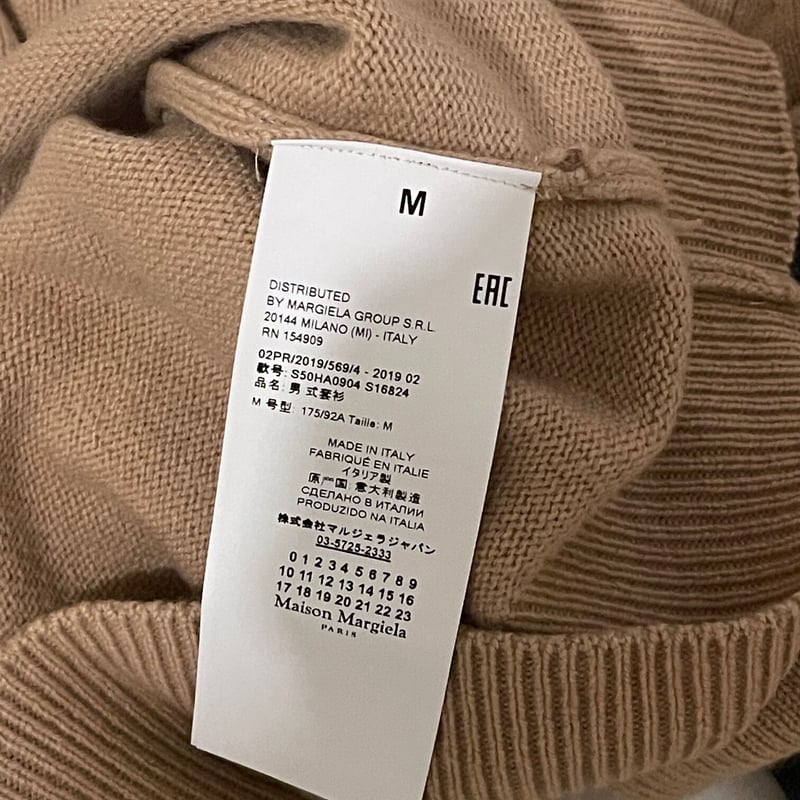 M
EAC
DISTRIBUTED
BY MARGIELA GROUP S.R.L.
20144 MILANO (MI) - ITALY
RN 154909
02PR/2019/569/4 - 2019 02
款号: S50HA0904 S16824
品名: 男 式套衫
M 号型: 175/92A Taille: M
MADE IN ITALY
FABRIQUÉ EN ITALIE
イタリア製
国 意大利製造
СДЕЛАНО В ИТАЛИИ
PRODUZIDO NA ITALIA
株式会社マルジェラジャパン
03-5725-2333
0 1 2 3 4 5 6 7 8 9
10 11 12 13 14 15 16
17 18 19 20 21 22 23
Maison Margiela
PARIS